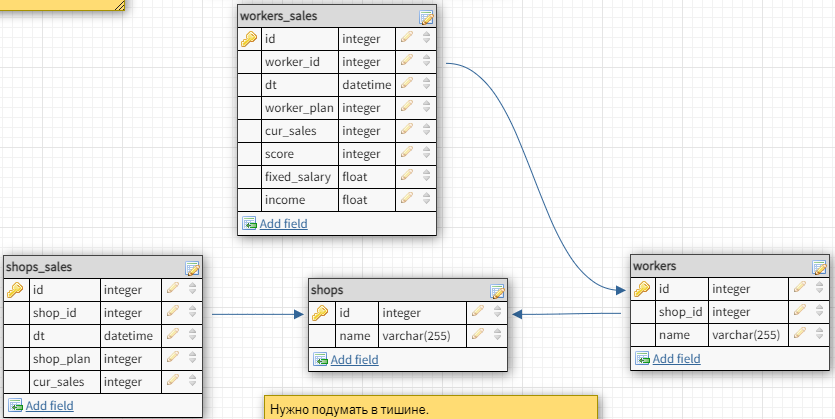 workers_sales
id integer
worker_id integer
dt datetime
worker_plan integer
cur_sales integer
score integer
fixed_salary float
income float
Add field
shops_sales
id integer
shop_id integer
dt datetime
shop_plan integer
cur_sales integer
Add field
shops
id integer
name varchar(255)
Add field
workers
id integer
shop_id integer
name varchar(255)
Add field
Нужно подумать в тишине.